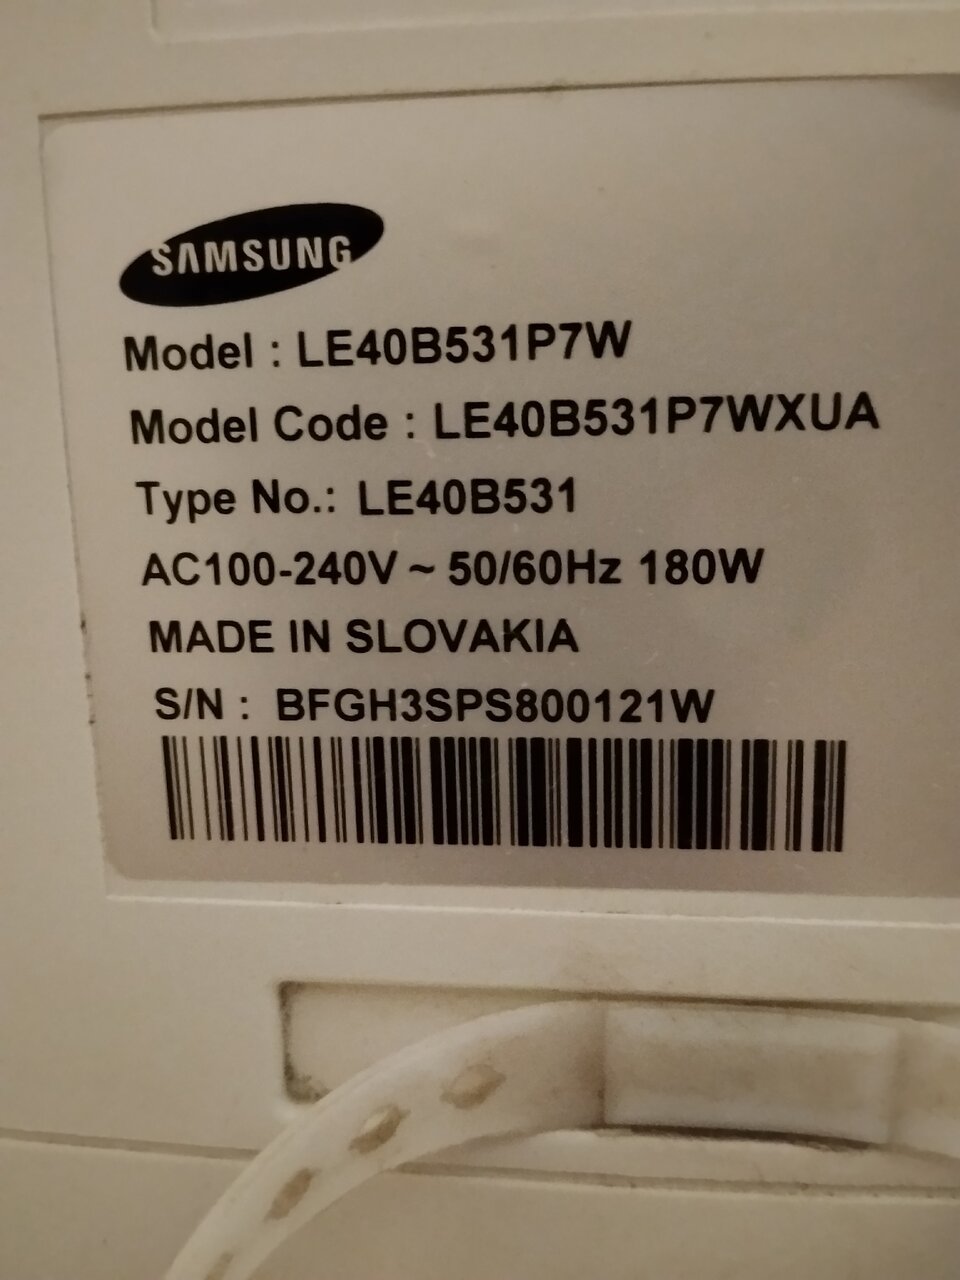 SAMSUNG
Model : LE40B531P7W
Model Code : LE40B531P7WXUA
Type No.: LE40B531
AC100-240V ~ 50/60Hz 180W
MADE IN SLOVAKIA
S/N : BFGH3SPS800121W